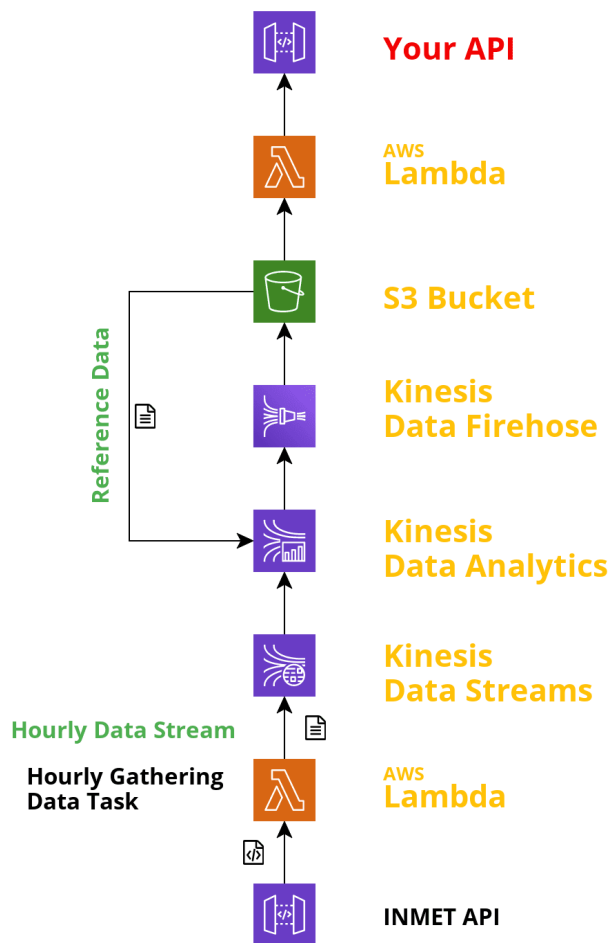 Your API
AWS
Lambda
S3 Bucket
Reference Data
Kinesis
Data Firehose
Kinesis
Data Analytics
Kinesis
Data Streams
Hourly Data Stream
Hourly Gathering
Data Task
AWS
Lambda
INMET API